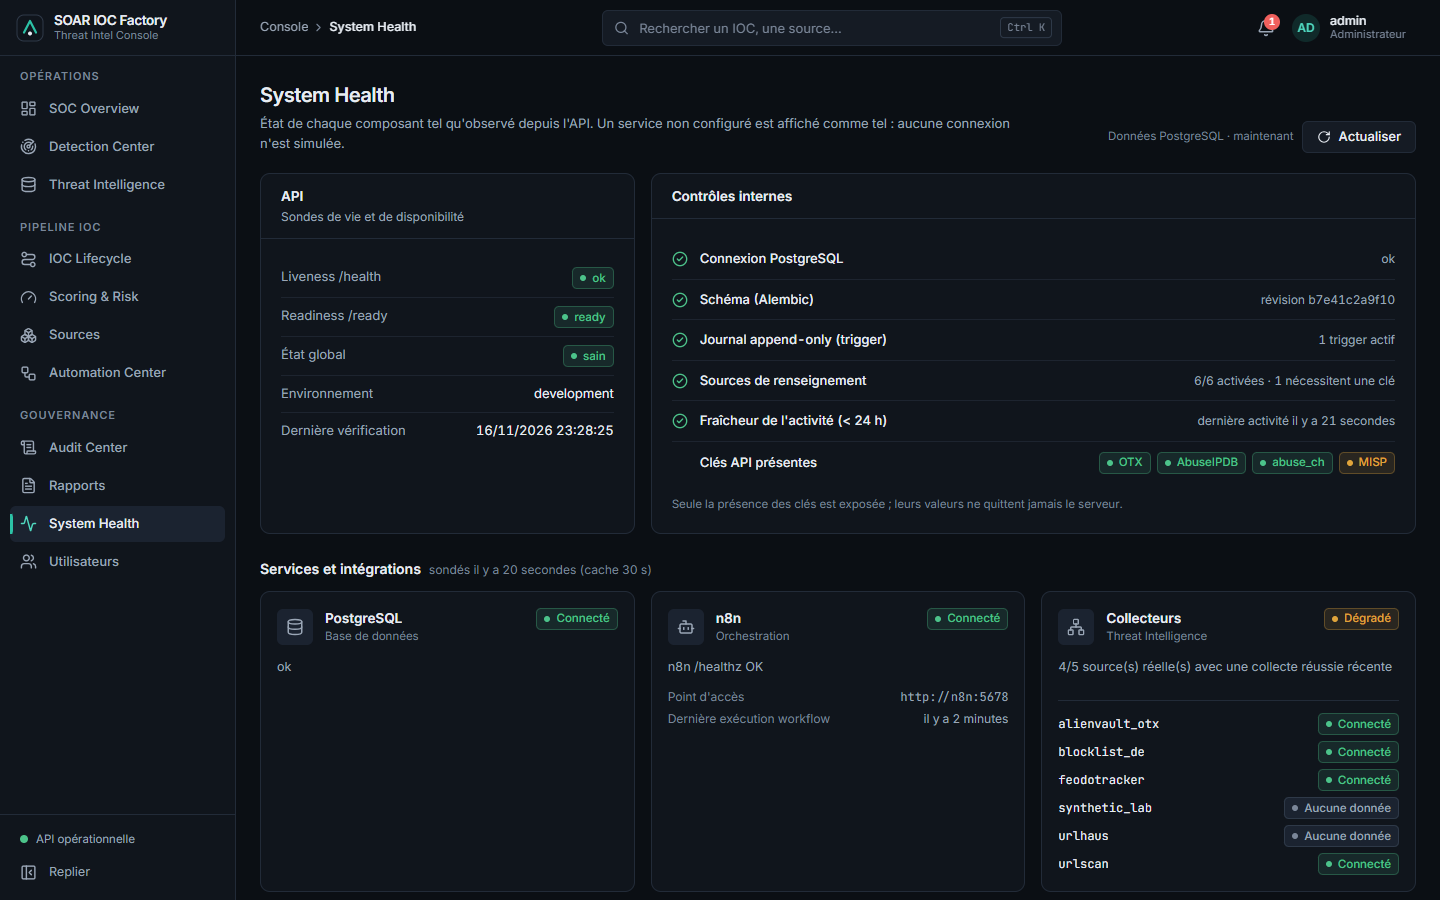 SOAR IOC Factory
Threat Intel Console
Console > System Health
Rechercher un IOC, une source...
Ctrl K
1
AD
admin
Administrateur
OPÉRATIONS
SOC Overview
Detection Center
Threat Intelligence
PIPELINE IOC
IOC Lifecycle
Scoring & Risk
Sources
Automation Center
GOUVERNANCE
Audit Center
Rapports
System Health
Utilisateurs
API opérationnelle
Replier
System Health
État de chaque composant tel qu'observé depuis l'API. Un service non configuré est affiché comme tel : aucune connexion
n'est simulée.
Données PostgreSQL · maintenant
Actualiser
API
Sondes de vie et de disponibilité
Liveness /health ok
Readiness /ready ready
État global sain
Environnement development
Dernière vérification 16/11/2026 23:28:25
Contrôles internes
Connexion PostgreSQL ok
Schéma (Alembic) révision b7e41c2a9f10
Journal append-only (trigger) 1 trigger actif
Sources de renseignement 6/6 activées · 1 nécessitent une clé
Fraîcheur de l'activité (< 24 h) dernière activité il y a 21 secondes
Clés API présentes OTX AbuseIPDB abuse_ch MISP
Seule la présence des clés est exposée ; leurs valeurs ne quittent jamais le serveur.
Services et intégrations sondés il y a 20 secondes (cache 30 s)
PostgreSQL Connecté
Base de données
ok
n8n Connecté
Orchestration
n8n /healthz OK
Point d'accès http://n8n:5678
Dernière exécution workflow il y a 2 minutes
Collecteurs Dégradé
Threat Intelligence
4/5 source(s) réelle(s) avec une collecte réussie récente
alienvault_otx Connecté
blocklist_de Connecté
feodotracker Connecté
synthetic_lab Aucune donnée
urlhaus Aucune donnée
urlscan Connecté